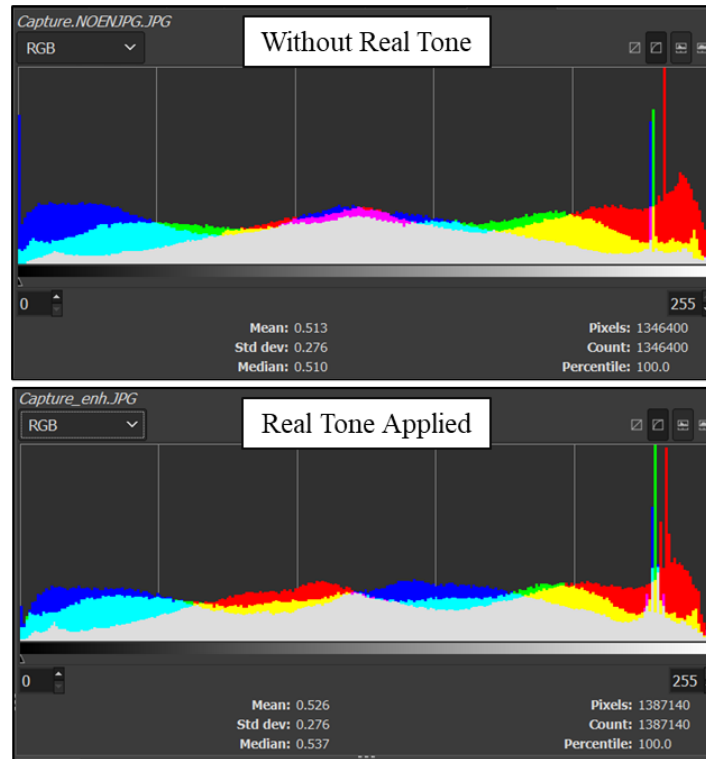 Capture.NOENJPG.JPG
RGB
Without Real Tone
0
255
Mean: 0.513
Pixels: 1346400
Std dev: 0.276
Count: 1346400
Median: 0.510
Percentile: 100.0
Capture_enh.JPG
RGB
Real Tone Applied
0
255
Mean: 0.526
Pixels: 1387140
Std dev: 0.276
Count: 1387140
Median: 0.537
Percentile: 100.0